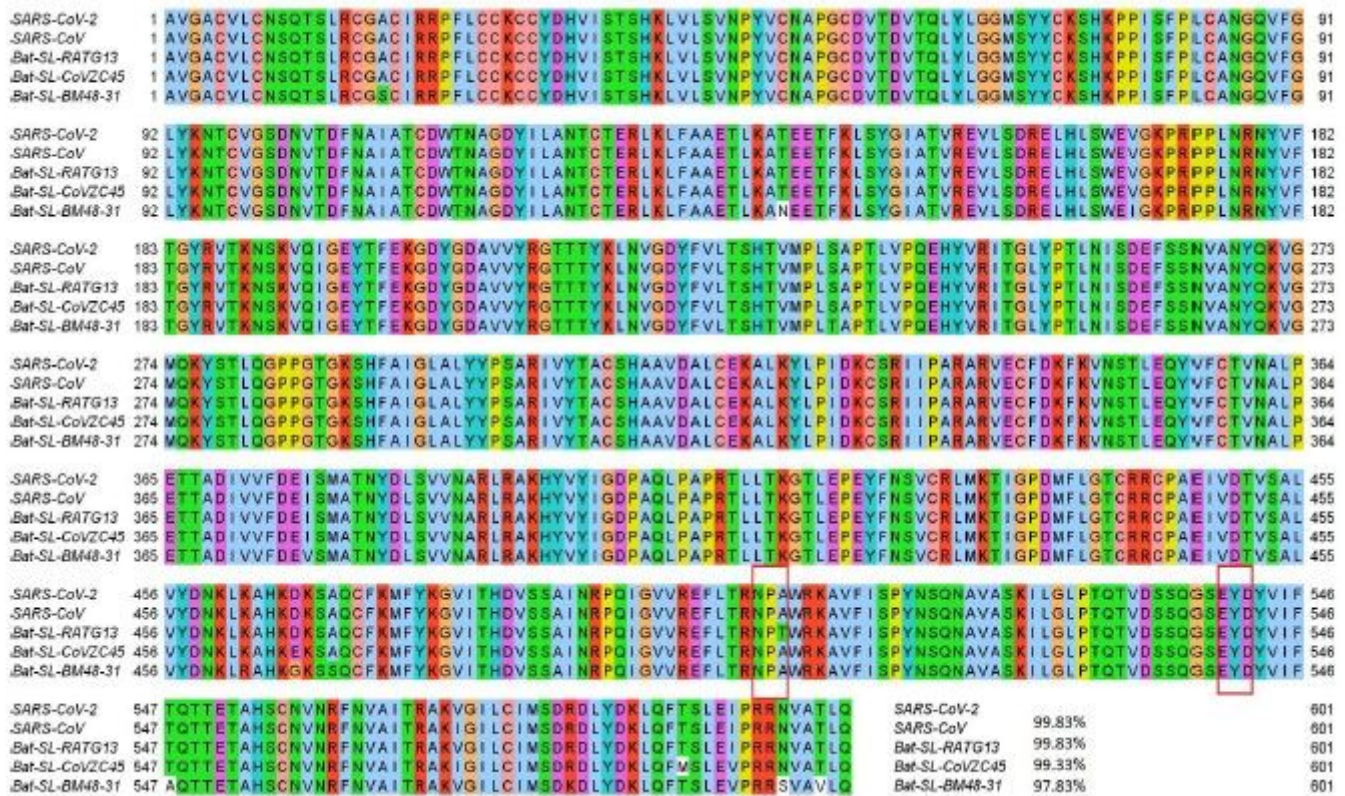 SARS-CoV-2 1 AVGACVLCNSQTSLRCGACIRRPFLCCKCCYDHVISTSHKLVLSVNPYVCNAPGCDVTDVTQLYLGGMSYYCKSHKPPISFPLCANGQVFG 91
SARS-CoV 1 AVGACVLCNSQTSLRCGACIRRPFLCCKCCYDHVISTSHKLVLSVNPYVCNAPGCDVTDVTQLYLGGMSYYCKSHKPPISFPLCANGQVFG 91
Bat-SL-RATG13 1 AVGACVLCNSQTSLRCGACIRRPFLCCKCCYDHVISTSHKLVLSVNPYVCNAPGCDVTDVTQLYLGGMSYYCKSHKPPISFPLCANGQVFG 91
Bat-SL-CoVZC45 1 AVGACVLCNSQTSLRCGACIRRPFLCCKCCYDHVISTSHKLVLSVNPYVCNAPGCDVTDVTQLYLGGMSYYCKSHKPPISFPLCANGQVFG 91
Bat-SL-BM48-31 1 AVGACVLCNSQTSLRCGSCIRRPFLCCKCCYDHVISTSHKLVLSVNPYVCNAPGCDVTDVTQLYLGGMSYYCKSHKPPISFPLCANGQVFG 91
SARS-CoV-2 92 LYKNTCVGSDNVTDFNAIATCDWTNAGDYILANTCTERLKLFAAETLKATEETFKLSYGIATVREVLSDRELHLSWEVGKPRPPLNRNYVF 182
SARS-CoV 92 LYKNTCVGSDNVTDFNAIATCDWTNAGDYILANTCTERLKLFAAETLKATEETFKLSYGIATVREVLSDRELHLSWEVGKPRPPLNRNYVF 182
Bat-SL-RATG13 92 LYKNTCVGSDNVTDFNAIATCDWTNAGDYILANTCTERLKLFAAETLKATEETFKLSYGIATVREVLSDRELHLSWEVGKPRPPLNRNYVF 182
Bat-SL-CoVZC45 92 LYKNTCVGSDNVTDFNAIATCDWTNAGDYILANTCTERLKLFAAETLKATEETFKLSYGIATVREVLSDRELHLSWEVGKPRPPLNRNYVF 182
Bat-SL-BM48-31 92 LYKNTCVGSDNVTDFNAIATCDWTNAGDYILANTCTERLKLFAAETLKANEETFKLSYGIATVREVLSDRELHLSWEIGKPRPPLNRNYVF 182
SARS-CoV-2 183 TGYRVTKNSKVQIGEYTFEKGDYGDAVVYRGTTTYKLNVGDYFVLTSHTVMPLSAPTLVPQEHYVRITGLYPTLNISDEFSSNVANYQKVG 273
SARS-CoV 183 TGYRVTKNSKVQIGEYTFEKGDYGDAVVYRGTTTYKLNVGDYFVLTSHTVMPLSAPTLVPQEHYVRITGLYPTLNISDEFSSNVANYQKVG 273
Bat-SL-RATG13 183 TGYRVTKNSKVQIGEYTFEKGDYGDAVVYRGTTTYKLNVGDYFVLTSHTVMPLSAPTLVPQEHYVRITGLYPTLNISDEFSSNVANYQKVG 273
Bat-SL-CoVZC45 183 TGYRVTKNSKVQIGEYTFEKGDYGDAVVYRGTTTYKLNVGDYFVLTSHTVMPLSAPTLVPQEHYVRITGLYPTLNISDEFSSNVANYQKVG 273
Bat-SL-BM48-31 183 TGYRVTKNSKVQIGEYTFEKGDYGDAVVYRGTTTYKLNVGDYFVLTSHTVMPLTAPTLVPQEHYVRITGLYPTLNISDEFSSNVANYQKVG 273
SARS-CoV-2 274 MQKYSTLQGPPGTGKSHFAIGLALYYPSARIVYTACSHAAVDALCEKALKYLPIDKCSRIIPARARVECFDKFKVNSTLEQYVFCTVNALP 364
SARS-CoV 274 MQKYSTLQGPPGTGKSHFAIGLALYYPSARIVYTACSHAAVDALCEKALKYLPIDKCSRIIPARARVECFDKFKVNSTLEQYVFCTVNALP 364
Bat-SL-RATG13 274 MQKYSTLQGPPGTGKSHFAIGLALYYPSARIVYTACSHAAVDALCEKALKYLPIDKCSRIIPARARVECFDKFKVNSTLEQYVFCTVNALP 364
Bat-SL-CoVZC45 274 MQKYSTLQGPPGTGKSHFAIGLALYYPSARIVYTACSHAAVDALCEKALKYLPIDKCSRIIPARARVECFDKFKVNSTLEQYVFCTVNALP 364
Bat-SL-BM48-31 274 MQKYSTLQGPPGTGKSHFAIGLALYYPSARIVYTACSHAAVDALCEKALKYLPIDKCSRIIPARARVECFDKFKVNSTLEQYVFCTVNALP 364
SARS-CoV-2 365 ETTADIVVFDEISMATNYDLSVVNARLRAKHYVYIGDPAQLPAPRTLLTKGTLEPEYFNSVCRLMKTIGPDMFLGTCRRCPAEIVDTVSAL 455
SARS-CoV 365 ETTADIVVFDEISMATNYDLSVVNARLRAKHYVYIGDPAQLPAPRTLLTKGTLEPEYFNSVCRLMKTIGPDMFLGTCRRCPAEIVDTVSAL 455
Bat-SL-RATG13 365 ETTADIVVFDEISMATNYDLSVVNARLRAKHYVYIGDPAQLPAPRTLLTKGTLEPEYFNSVCRLMKTIGPDMFLGTCRRCPAEIVDTVSAL 455
Bat-SL-CoVZC45 365 ETTADIVVFDEISMATNYDLSVVNARLRAKHYVYIGDPAQLPAPRTLLTKGTLEPEYFNSVCRLMKTIGPDMFLGTCRRCPAEIVDTVSAL 455
Bat-SL-BM48-31 365 ETTADIVVFDEVSMATNYDLSVVNARLRAKHYVYIGDPAQLPAPRTLLTKGTLEPEYFNSVCRLMKTIGPDMFLGTCRRCPAEIVDTVSAL 455
SARS-CoV-2 456 VYDNKLKAHKDKSAQCFKMFYKGVITHDVSSAINRPQIGVVREFLTRNPAWRKAVFISPYNSQNAVASKILGLPTQTVDSSQGSEYDYVIF 546
SARS-CoV 456 VYDNKLKAHKDKSAQCFKMFYKGVITHDVSSAINRPQIGVVREFLTRNPAWRKAVFISPYNSQNAVASKILGLPTQTVDSSQGSEYDYVIF 546
Bat-SL-RATG13 456 VYDNKLKAHKDKSAQCFKMFYKGVITHDVSSAINRPQIGVVREFLTRNPTWRKAVFISPYNSQNAVASKILGLPTQTVDSSQGSEYDYVIF 546
Bat-SL-CoVZC45 456 VYDNKLKAHKEKSAQCFKMFYKGVITHDVSSAINRPQIGVVREFLTRNPAWRKAVFISPYNSQNAVASKILGLPTQTVDSSQGSEYDYVIF 546
Bat-SL-BM48-31 456 VYDNKLRAHKGKSSQCFKMFYKGVITHDVSSAINRPQIGVVREFLTRNPAWRKAVFISPYNSQNAVASKILGLPTQTVDSSQGSEYDYVIF 546
SARS-CoV-2 547 TQTTETAHSCNVNRFNVAITRAKVGILCIMSDRDLYDKLQFTSLEIPRRNVATLQ SARS-CoV-2 601
SARS-CoV 547 TQTTETAHSCNVNRFNVAITRAKIGILCIMSDRDLYDKLQFTSLEIPRRNVATLQ SARS-CoV 99.83% 601
Bat-SL-RATG13 547 TQTTETAHSCNVNRFNVAITRAKVGILCIMSDRDLYDKLQFTSLEIPRRNVATLQ Bat-SL-RATG13 99.83% 601
Bat-SL-CoVZC45 547 TQTTETAHSCNVNRFNVAITRAKVGILCIMSDRDLYDKLQFMSLEVPRRNVATLQ Bat-SL-CoVZC45 99.33% 601
Bat-SL-BM48-31 547 AQTTETAHSCNVNRFNVAITRAKVGILCIMSDKDLYDKLQFTSLEVPRRSVAVLQ Bat-SL-BM48-31 97.83% 601